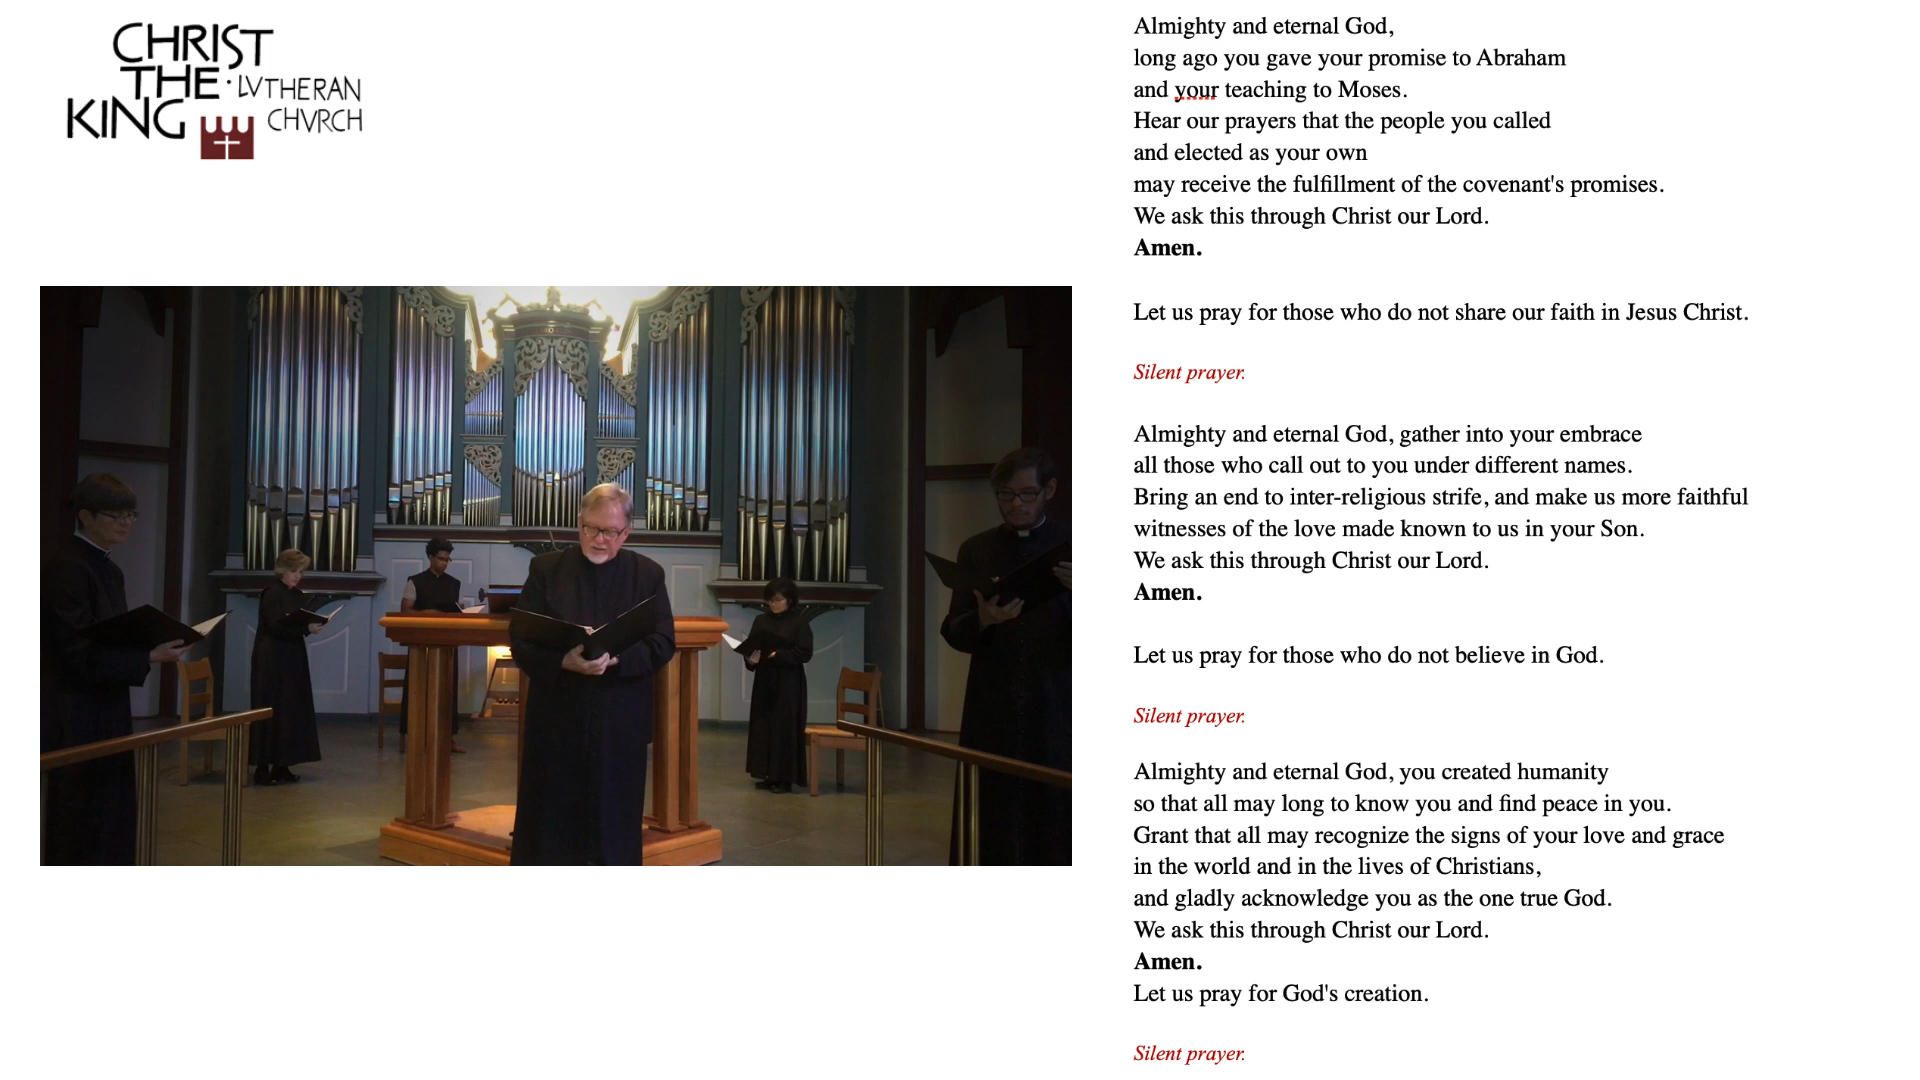 CHRIST
THE · LVTHERAN
KING CHVRCH
Almighty and eternal God,
long ago you gave your promise to Abraham
and your teaching to Moses.
Hear our prayers that the people you called
and elected as your own
may receive the fulfillment of the covenant's promises.
We ask this through Christ our Lord.
Amen.
Let us pray for those who do not share our faith in Jesus Christ.
Silent prayer.
Almighty and eternal God, gather into your embrace
all those who call out to you under different names.
Bring an end to inter-religious strife, and make us more faithful
witnesses of the love made known to us in your Son.
We ask this through Christ our Lord.
Amen.
Let us pray for those who do not believe in God.
Silent prayer.
Almighty and eternal God, you created humanity
so that all may long to know you and find peace in you.
Grant that all may recognize the signs of your love and grace
in the world and in the lives of Christians,
and gladly acknowledge you as the one true God.
We ask this through Christ our Lord.
Amen.
Let us pray for God's creation.
Silent prayer.